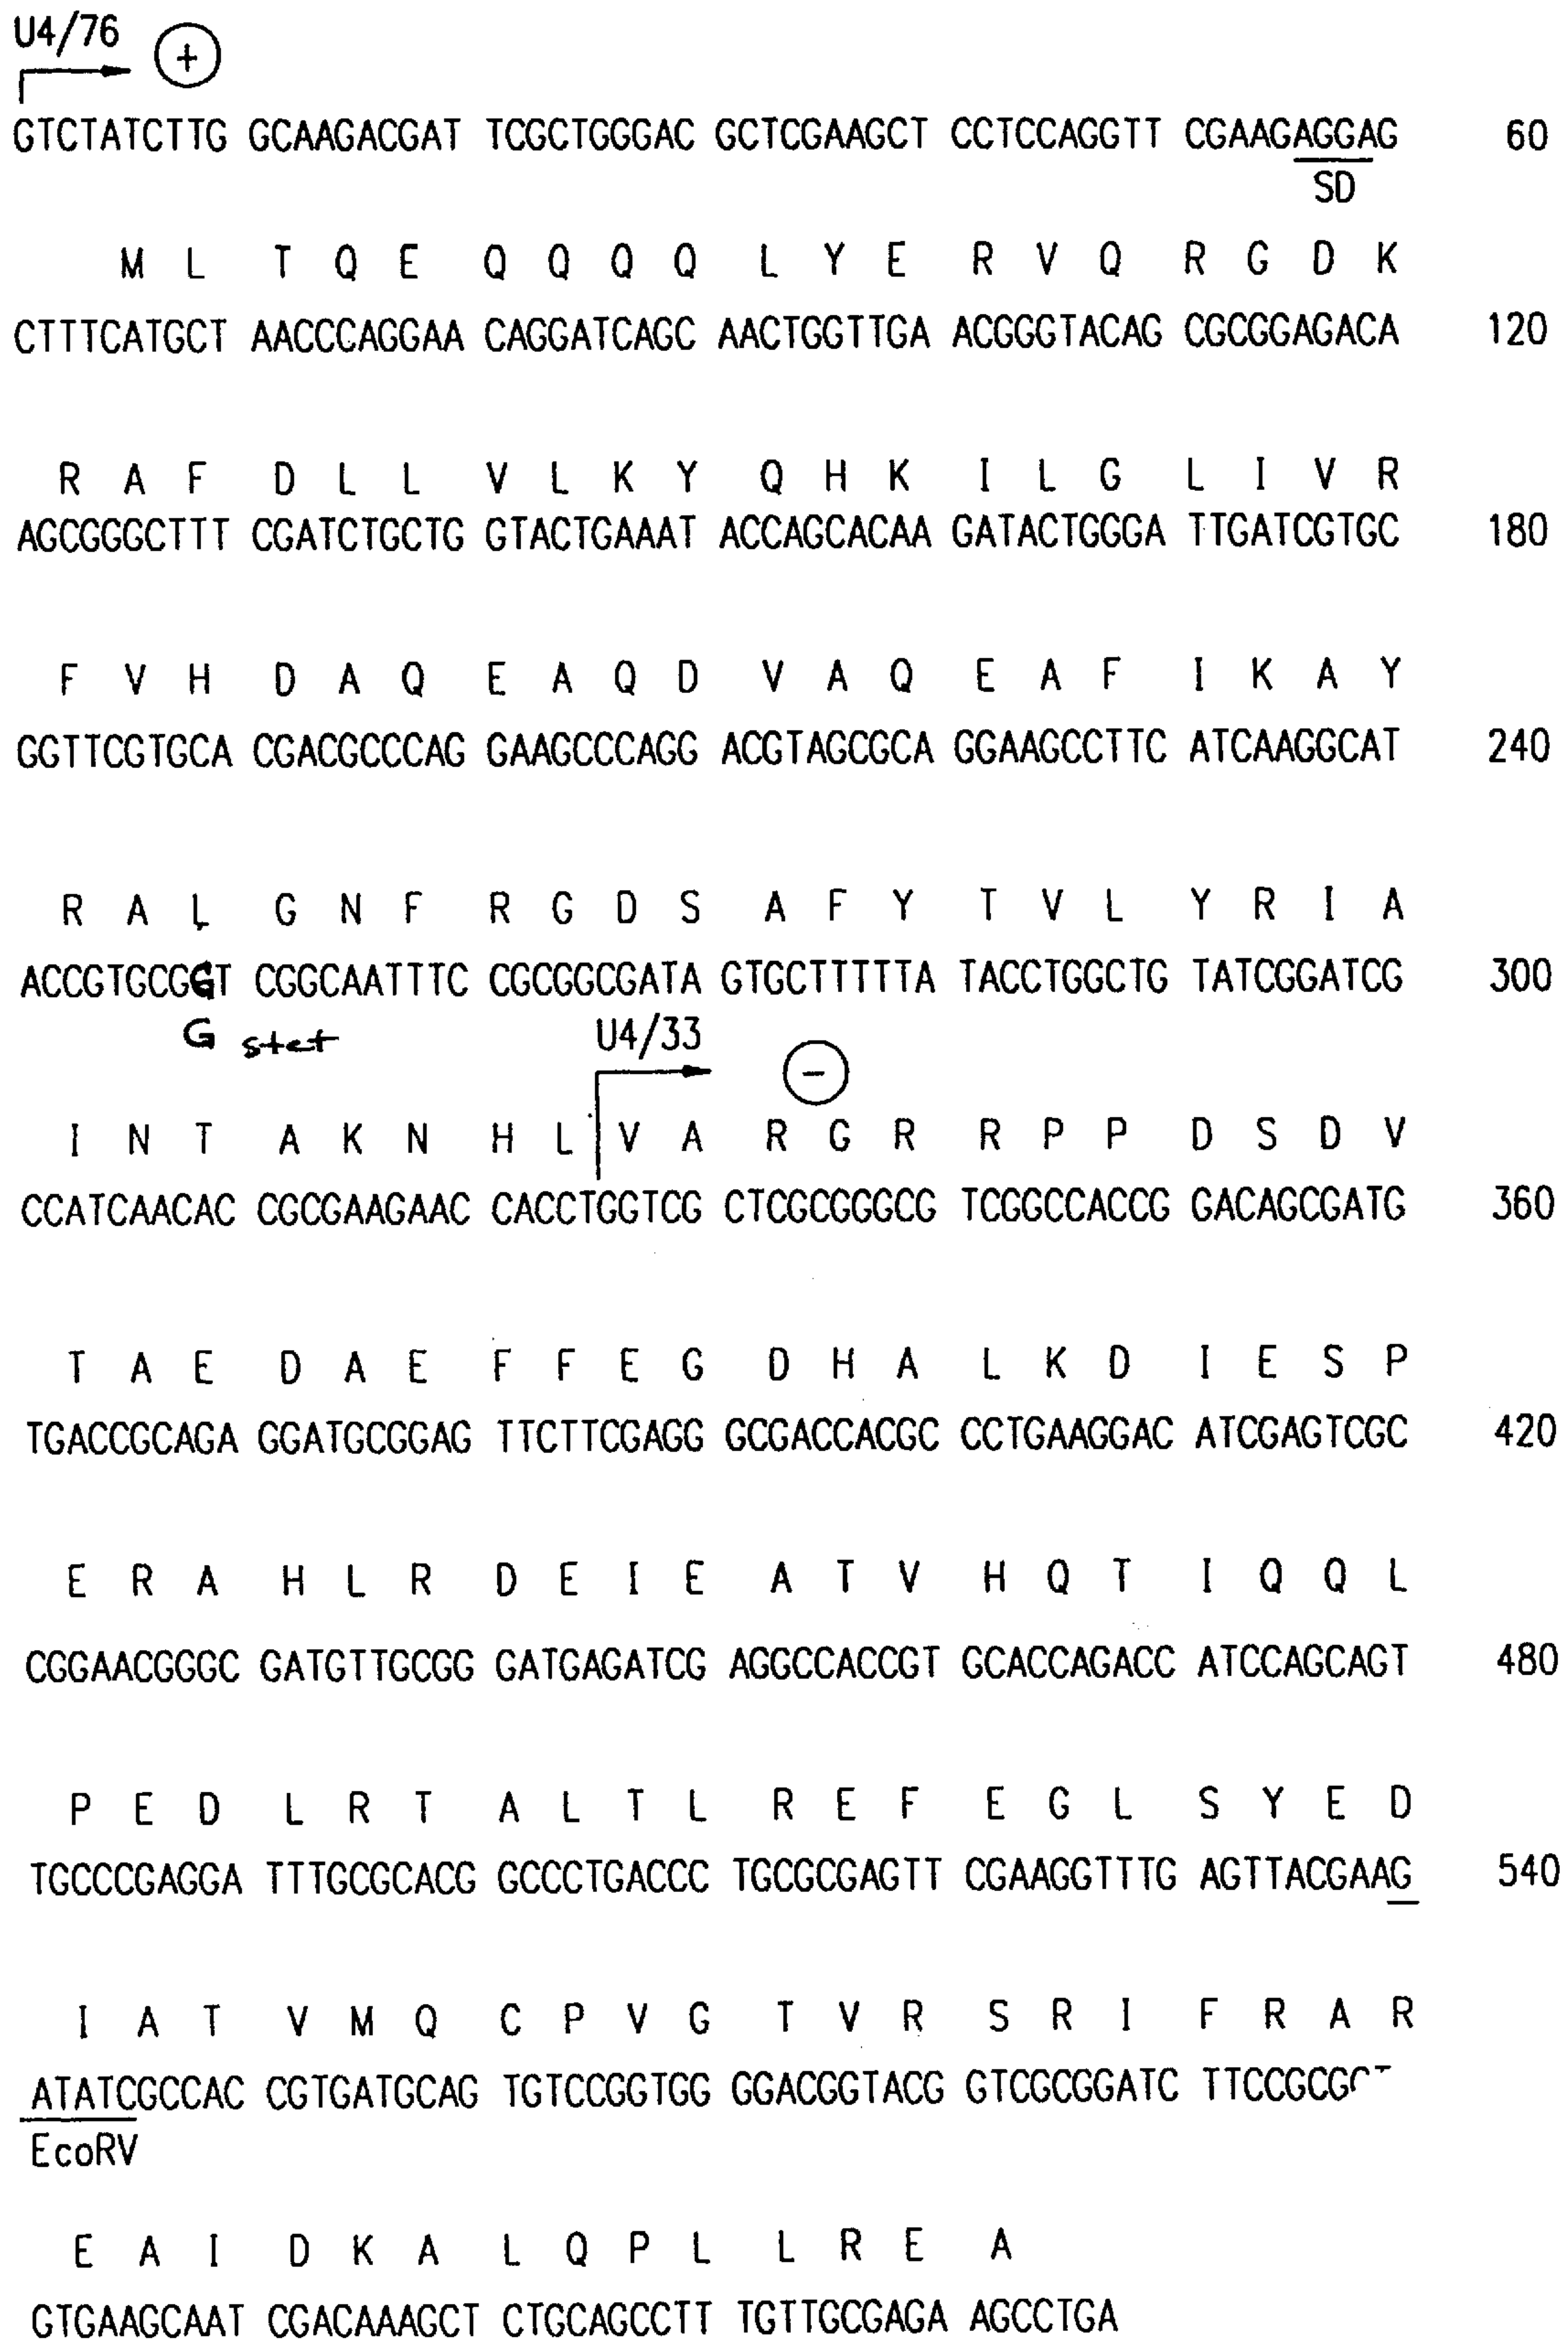 U4/76 +
GTCTATCTTG GCAAGACGAT TCGCTGGGAC GCTCGAAGCT CCTCCAGGTT CGAAGAGGAG 60
SD
M L T Q E Q Q Q Q L Y E R V Q R G D K
CTTTCATGCT AACCCAGGAA CAGGATCAGC AACTGGTTGA ACGGGTACAG CGCGGAGACA 120
R A F D L L V L K Y Q H K I L G L I V R
AGCGGGCTTT CGATCTGCTG GTACTGAAAT ACCAGCACAA GATACTGGGA TTGATCGTGC 180
F V H D A Q E A Q D V A Q E A F I K A Y
GGTTCGTGCA CGACGCCCAG GAAGCCCAGG ACGTAGCGCA GGAAGCCTTC ATCAAGGCAT 240
R A L G N F R G D S A F Y T V L Y R I A
ACCGTGCGGT CGGCAATTTC CGCGGCGATA GTGCTTTTTA TACCTGGCTG TATCGGATCG 300
G stet
U4/33 −
I N T A K N H L V A R G R R P P D S D V
CCATCAACAC CGCGAAGAAC CACCTGGTCG CTCGCGGGCG TCGGCCACCG GACAGCGATG 360
T A E D A E F F E G D H A L K D I E S P
TGACCGCAGA GGATGCGGAG TTCTTCGAGG GCGACCACGC CCTGAAGGAC ATCGAGTCGC 420
E R A H L R D E I E A T V H Q T I Q Q L
CGGAACGGGC GATGTTGCGG GATGAGATCG AGGCCACCGT GCACCAGACC ATCCAGCAGT 480
P E D L R T A L T L R E F E G L S Y E D
TGCCCGAGGA TTTGCGCACG GCCCTGACCC TGCGCGAGTT CGAAGGTTTG AGTTACGAAG 540
I A T V M Q C P V G T V R S R I F R A R
ATATCGCCAC CGTGATGCAG TGTCCGGTGG GGACGGTACG GTCGCGGATC
EcoRV
E A I D K A L Q P L L R E A
GTGAAGCAAT CGACAAAGCT CTGCAGCCTT TGTTGCGAGA AGCCTGA